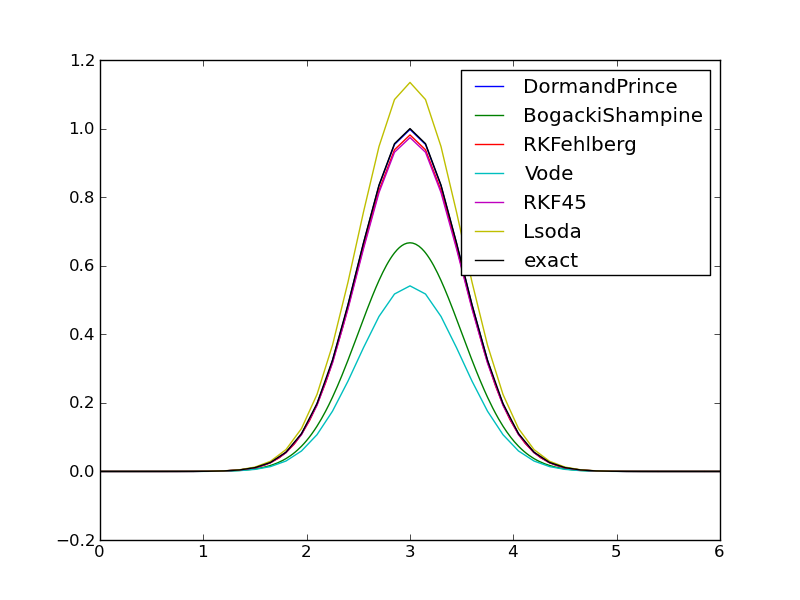 1.2
1.0
0.8
0.6
0.4
0.2
0.0
−0.2
0 1 2 3 4 5 6
DormandPrince
BogackiShampine
RKFehlberg
Vode
RKF45
Lsoda
exact